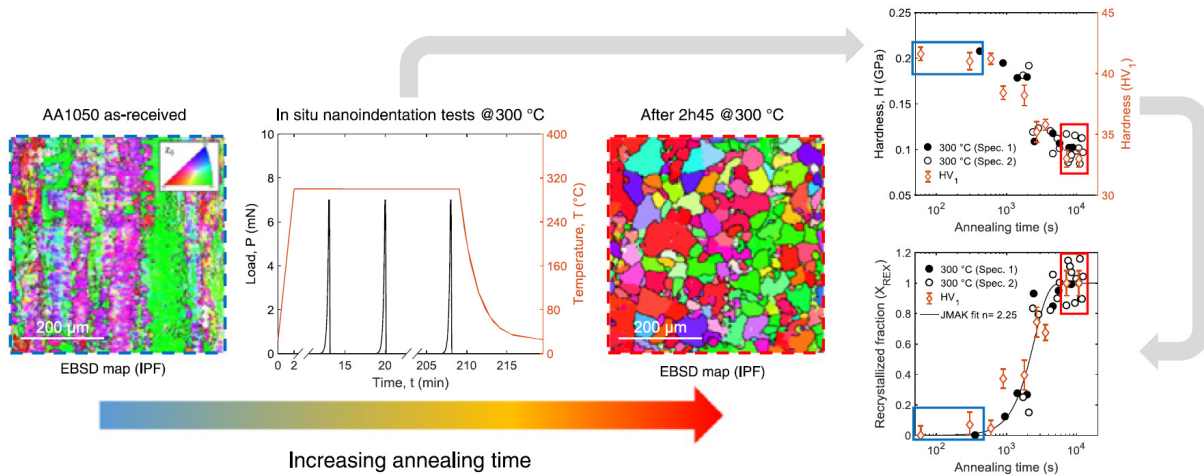 AA1050 as-received
200 µm
EBSD map (IPF)
In situ nanoindentation tests @300 °C
Load, P (mN)
10
8
6
4
2
0
400
320
240
160
80
0
Temperature, T (°C)
0 2 15 20 205 210 215
Time, t (min)
After 2h45 @300 °C
200 µm
EBSD map (IPF)
Increasing annealing time
Hardness, H (GPa)
0.25
0.2
0.15
0.1
0.05
45
40
35
30
Hardness (HV1)
300 °C (Spec. 1)
300 °C (Spec. 2)
HV1
10² 10³ 10⁴
Annealing time (s)
Recrystallized fraction (XREX)
1.2
1
0.8
0.6
0.4
0.2
0
300 °C (Spec. 1)
300 °C (Spec. 2)
HV1
JMAK fit n= 2.25
10² 10³ 10⁴
Annealing time (s)